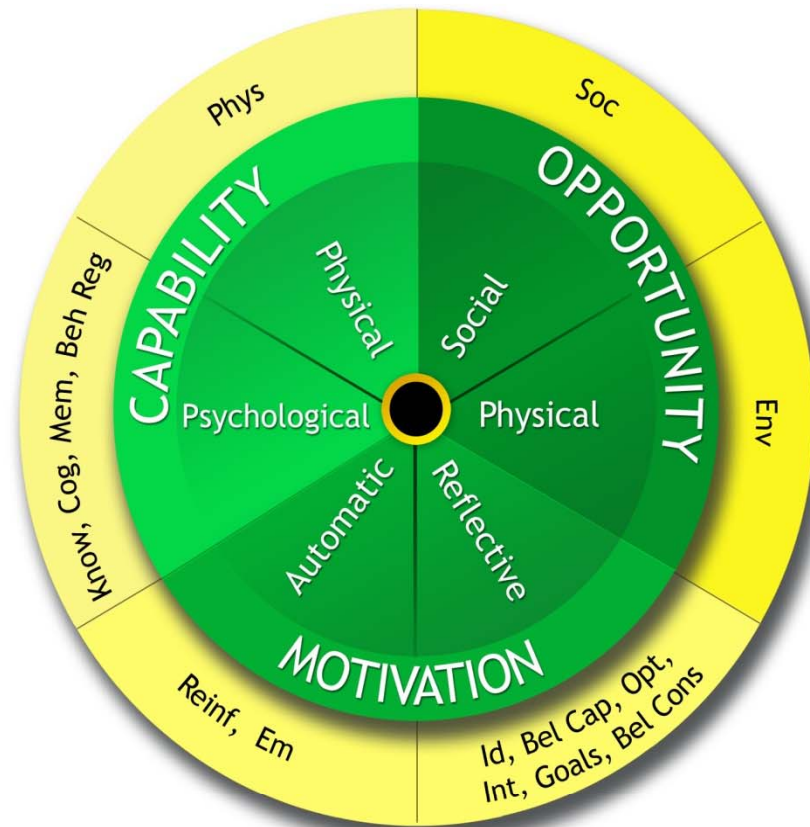 Phys
Soc
CAPABILITY
OPPORTUNITY
Physical
Social
Know, Cog, Mem, Beh Reg
Psychological
Physical
Env
Automatic
Reflective
MOTIVATION
Reinf, Em
Id, Bel Cap, Opt,
Int, Goals, Bel Cons